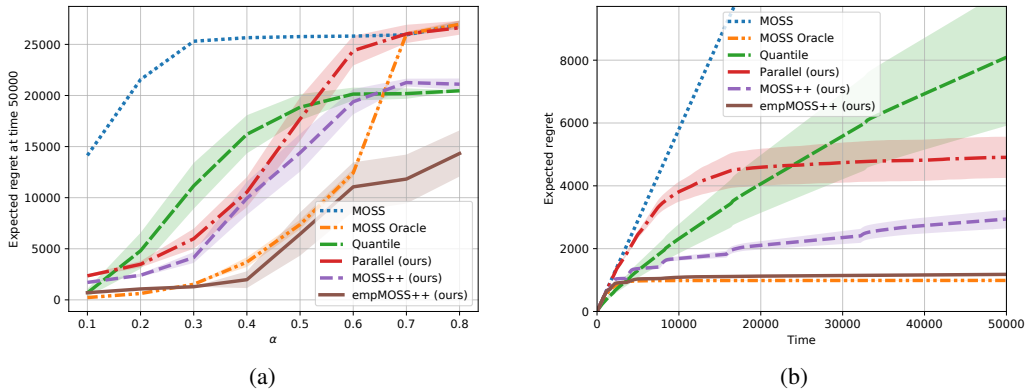 Expected regret at time 50000
25000
20000
15000
10000
5000
0
0.1 0.2 0.3 0.4 0.5 0.6 0.7 0.8
α
MOSS
MOSS Oracle
Quantile
Parallel (ours)
MOSS++ (ours)
empMOSS++ (ours)
(a)
Expected regret
8000
6000
4000
2000
0
0 10000 20000 30000 40000 50000
Time
MOSS
MOSS Oracle
Quantile
Parallel (ours)
MOSS++ (ours)
empMOSS++ (ours)
(b)